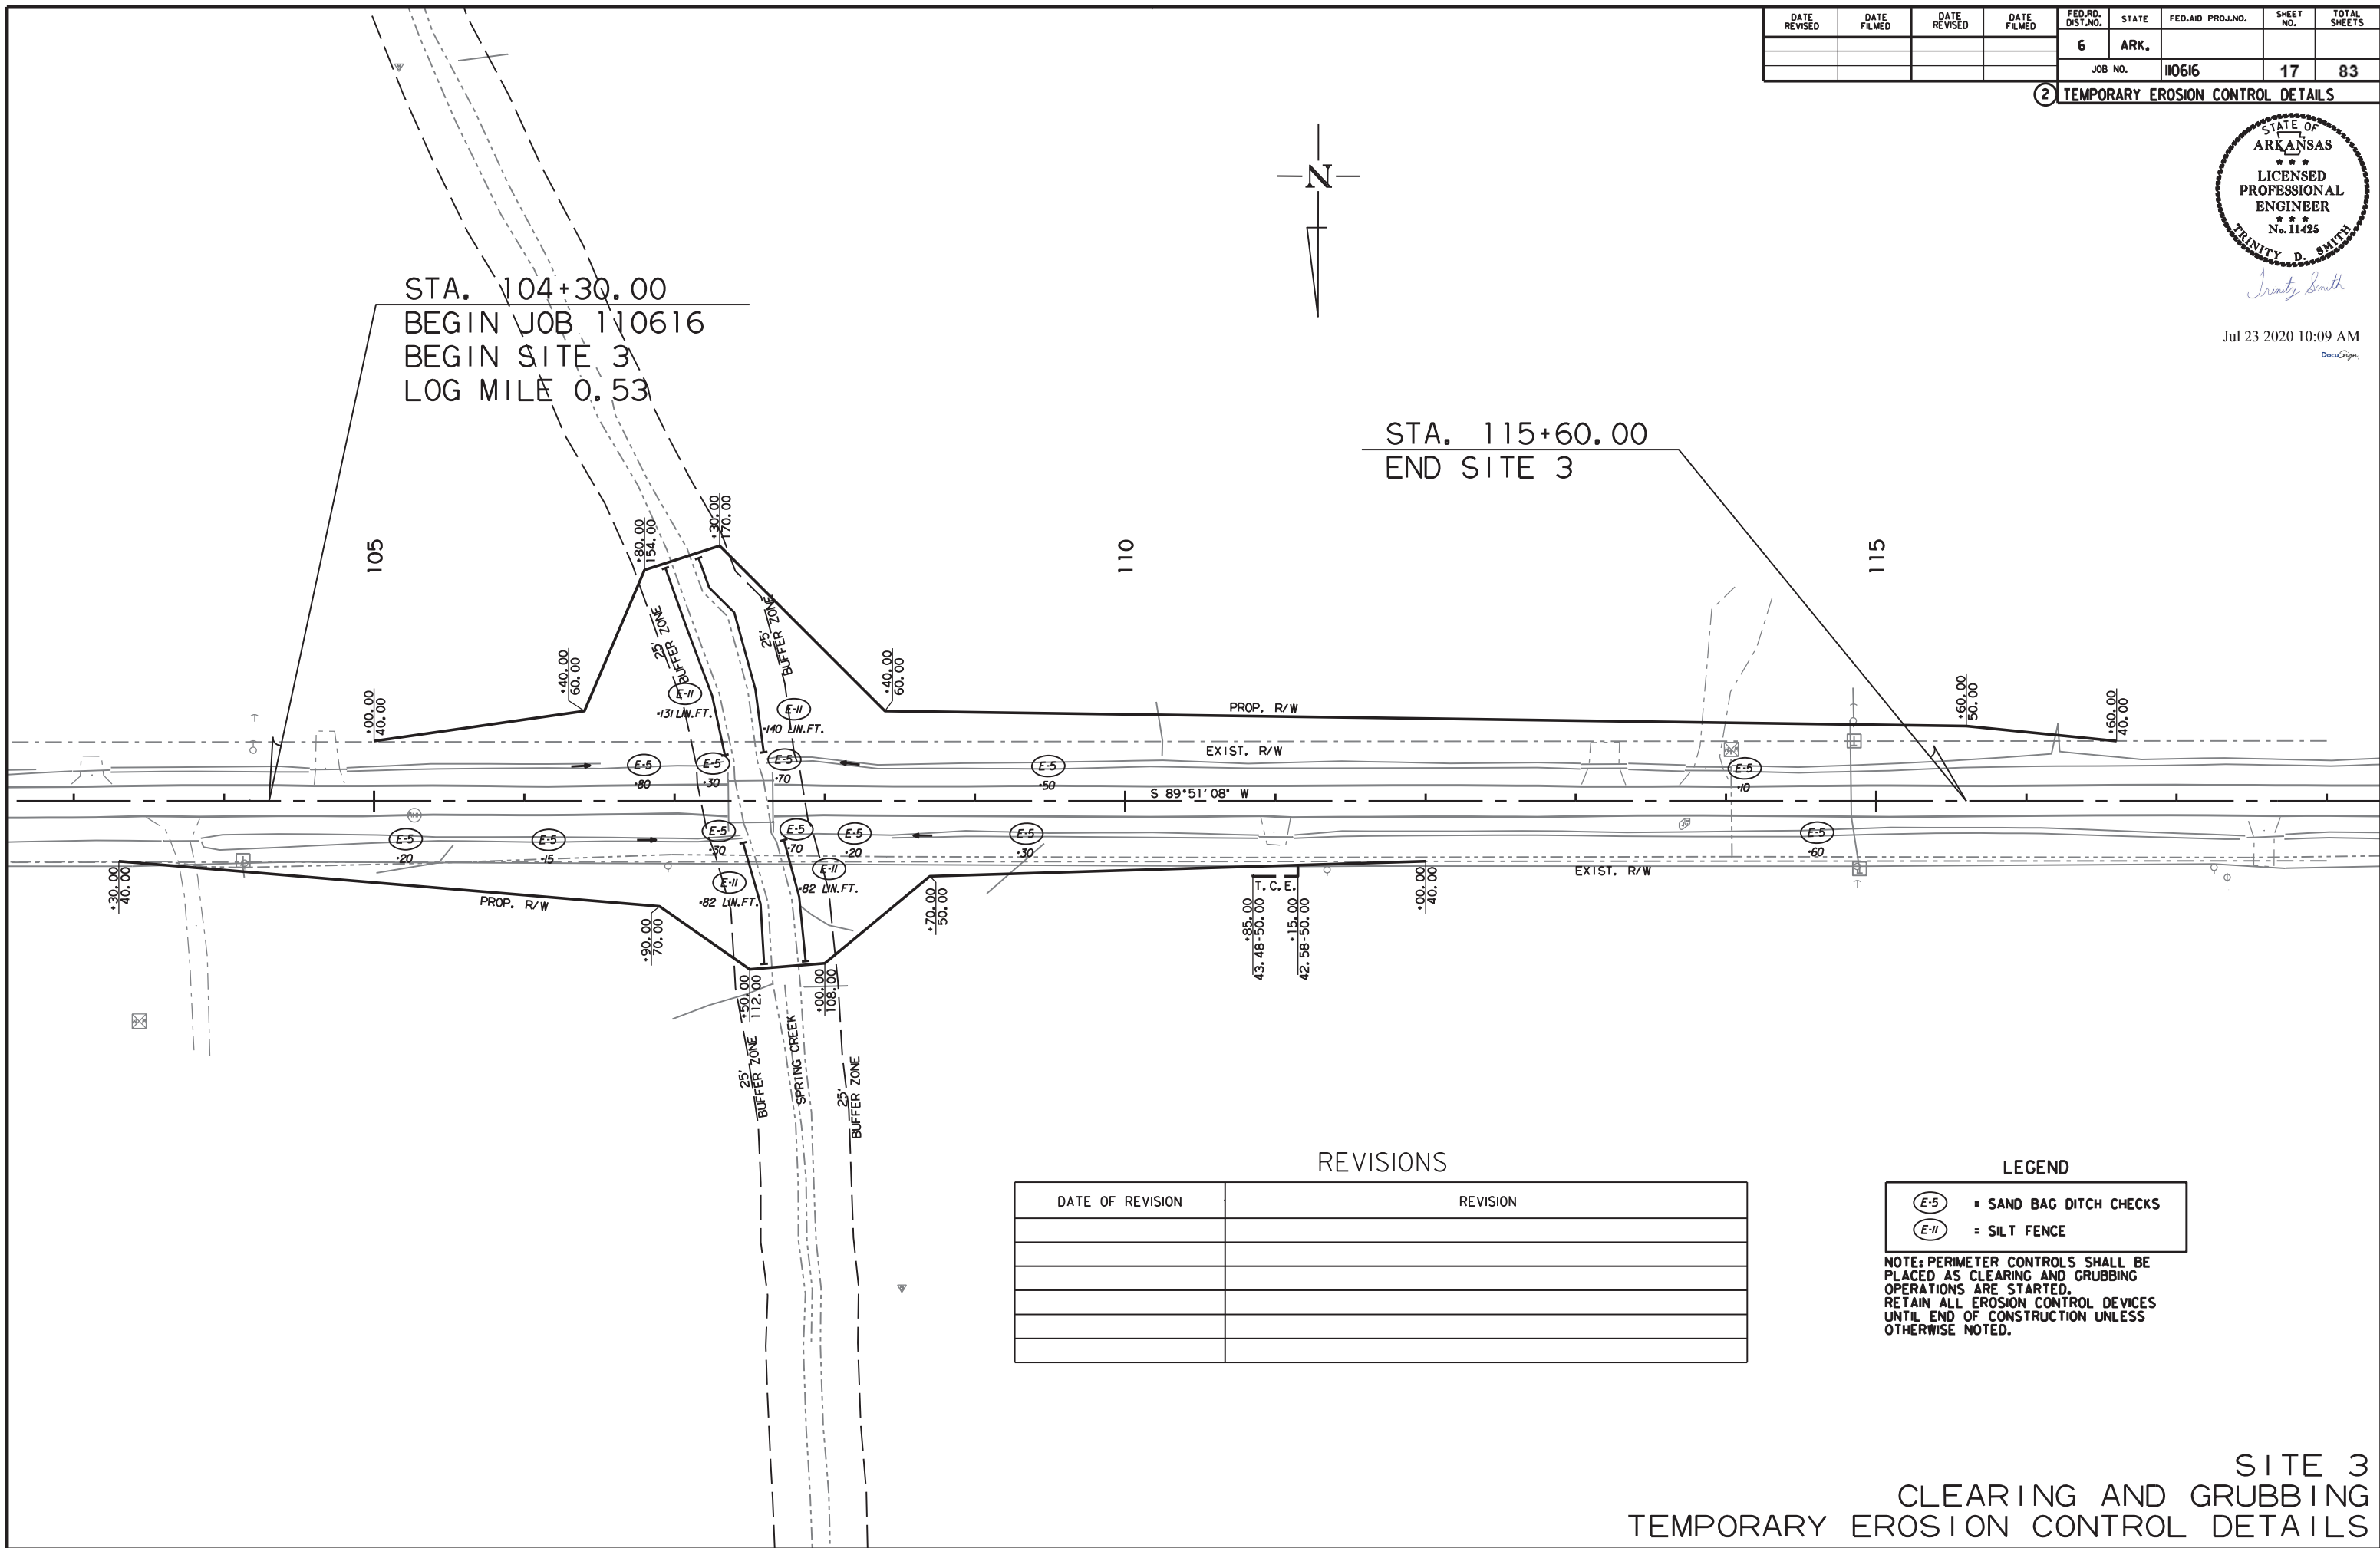 DATE REVISED
DATE FILMED
DATE REVISED
DATE FILMED
FED.RD. DIST.NO.
STATE
FED.AID PROJ.NO.
SHEET NO.
TOTAL SHEETS
6
ARK.
JOB NO.
110616
17
83
2
TEMPORARY EROSION CONTROL DETAILS
STATE OF
ARKANSAS
* * *
LICENSED
PROFESSIONAL
ENGINEER
* * *
No. 11425
TRINITY D. SMITH
Trinity Smith
Jul 23 2020 10:09 AM
DocuSign
N
STA. 104+30.00
BEGIN JOB 110616
BEGIN SITE 3
LOG MILE 0.53
STA. 115+60.00
END SITE 3
105
110
115
+80.00
154.00
+30.00
170.00
25'
BUFFER ZONE
25'
BUFFER ZONE
+00.00
40.00
+40.00
60.00
+40.00
60.00
+60.00
50.00
+60.00
40.00
E-11
+131 LIN.FT.
E-11
+140 LIN.FT.
PROP. R/W
EXIST. R/W
E-5
+80
E-5
+30
E-5
+70
E-5
+50
E-5
+10
S 89°51'08" W
E-5
+20
E-5
+15
E-5
+30
E-5
+70
E-5
+20
E-5
+30
E-5
+60
E-11
+82 LIN.FT.
E-11
+82 LIN.FT.
+30.00
40.00
PROP. R/W
+90.00
70.00
+50.00
112.00
+00.00
108.00
+70.00
50.00
T.C.E.
+85.00
43.48-50.00
+15.00
42.58-50.00
+00.00
40.00
EXIST. R/W
25'
BUFFER ZONE
SPRING CREEK
25'
BUFFER ZONE
REVISIONS
DATE OF REVISION
REVISION
LEGEND
E-5 = SAND BAG DITCH CHECKS
E-11 = SILT FENCE
NOTE: PERIMETER CONTROLS SHALL BE
PLACED AS CLEARING AND GRUBBING
OPERATIONS ARE STARTED.
RETAIN ALL EROSION CONTROL DEVICES
UNTIL END OF CONSTRUCTION UNLESS
OTHERWISE NOTED.
SITE 3
CLEARING AND GRUBBING
TEMPORARY EROSION CONTROL DETAILS